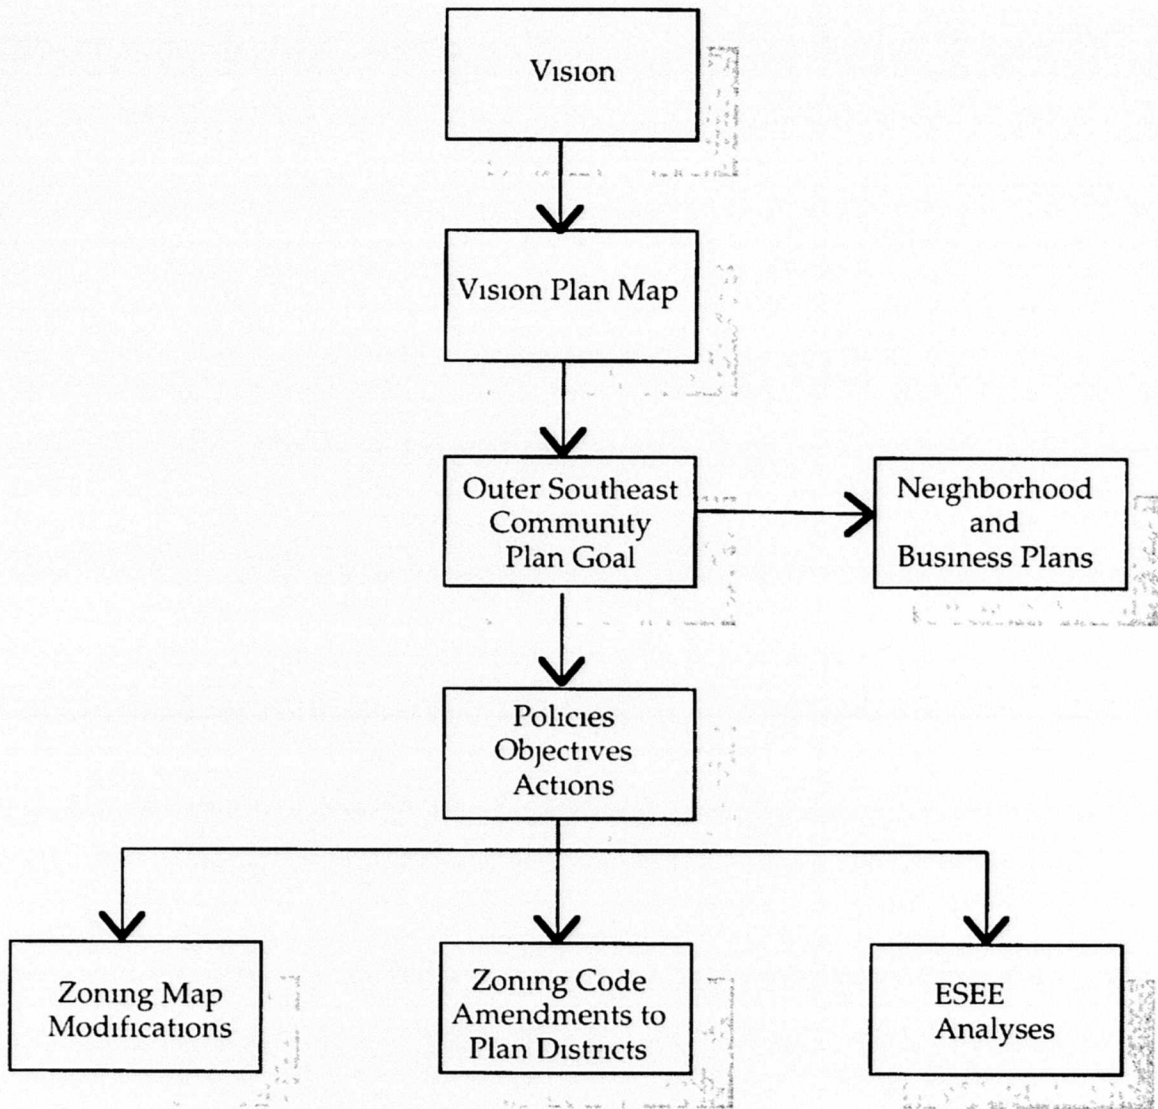 Vision
Vision Plan Map
Outer Southeast
Community
Plan Goal
Neighborhood
and
Business Plans
Policies
Objectives
Actions
Zoning Map
Modifications
Zoning Code
Amendments to
Plan Districts
ESEE
Analyses